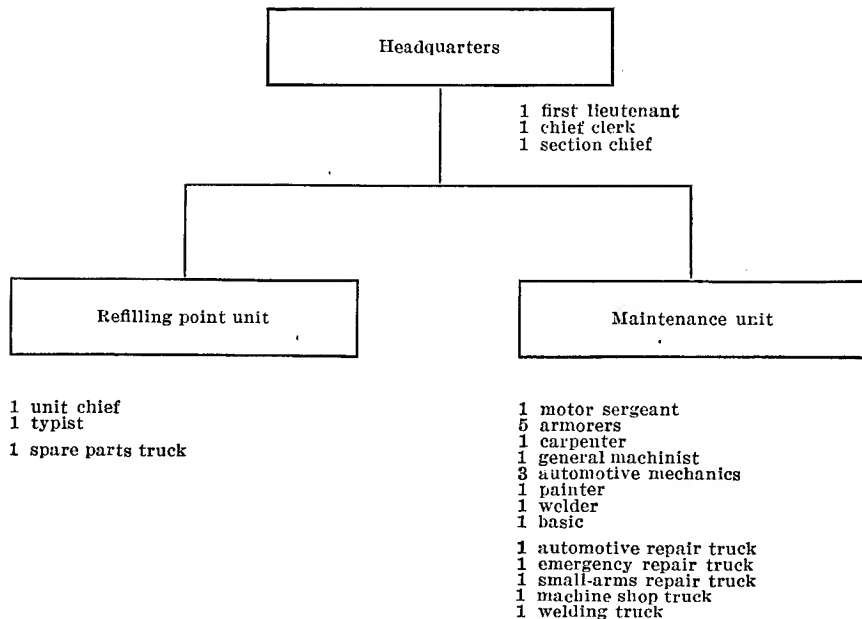 Headquarters
1 first lieutenant
1 chief clerk
1 section chief
Refilling point unit
Maintenance unit
1 unit chief
1 typist
1 spare parts truck
1 motor sergeant
5 armorers
1 carpenter
1 general machinist
3 automotive mechanics
1 painter
1 welder
1 basic
1 automotive repair truck
1 emergency repair truck
1 small-arms repair truck
1 machine shop truck
1 welding truck